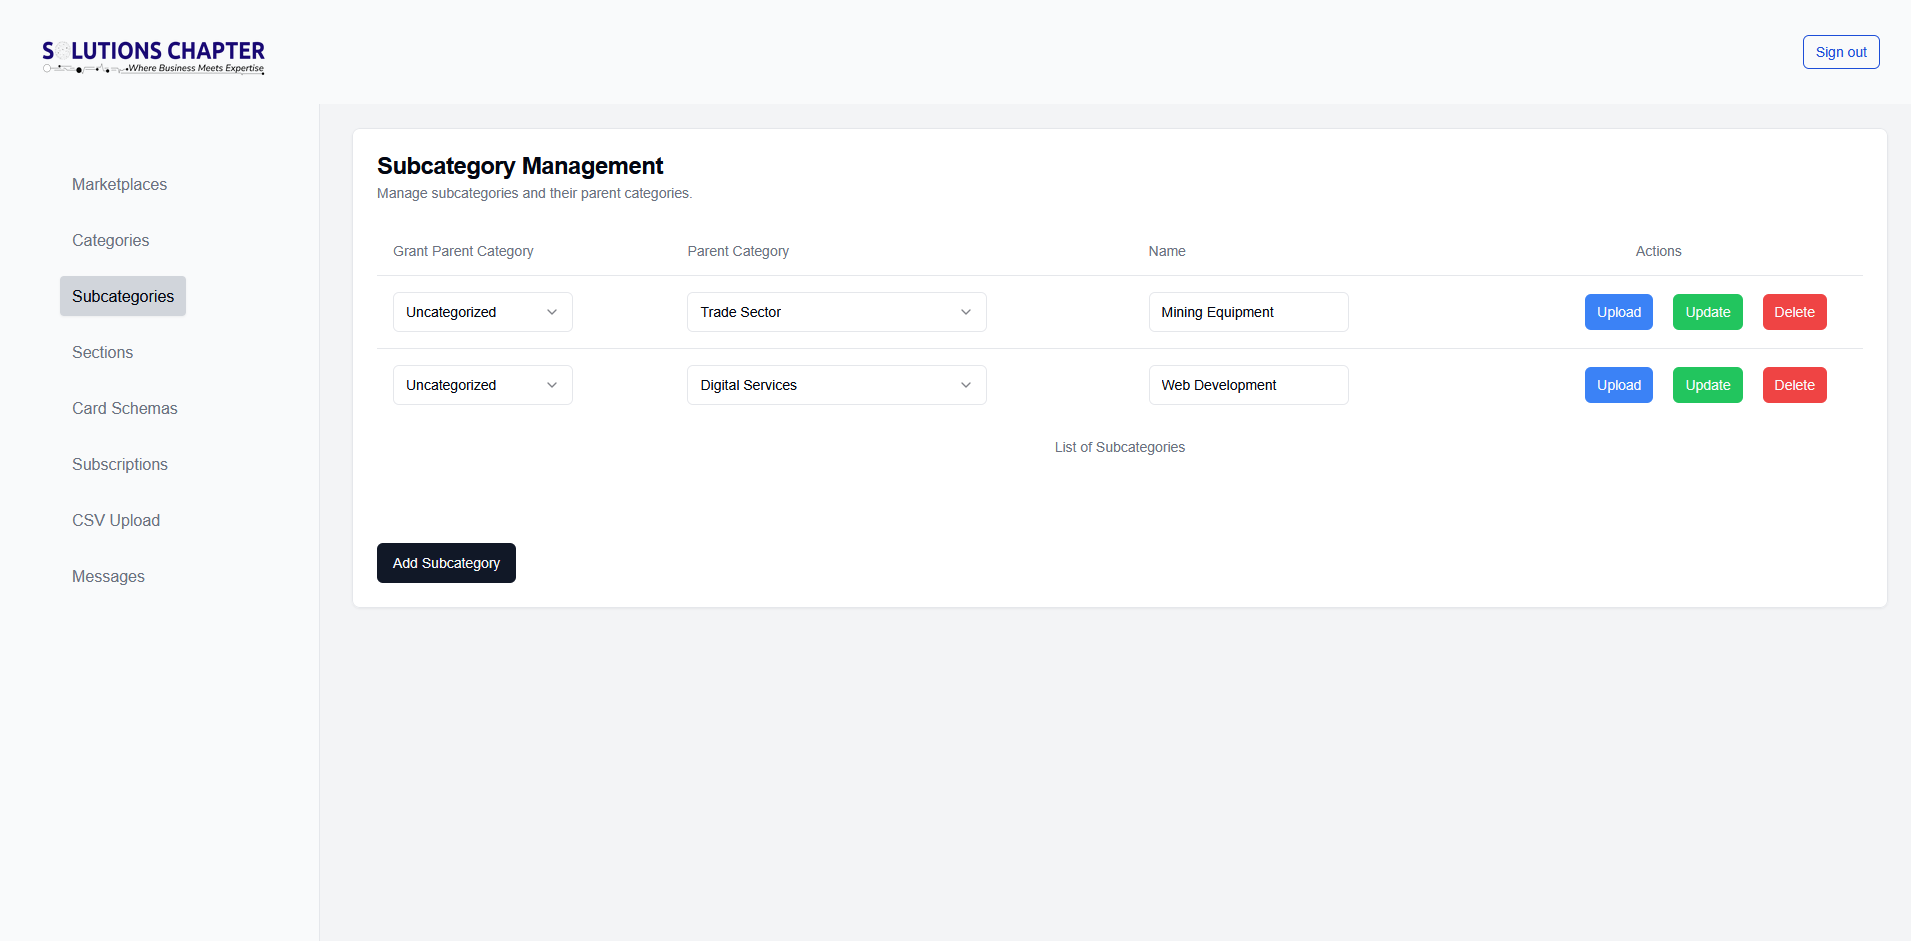 SOLUTIONS CHAPTER
Where Business Meets Expertise
Sign out
Marketplaces
Categories
Subcategories
Sections
Card Schemas
Subscriptions
CSV Upload
Messages
Subcategory Management
Manage subcategories and their parent categories.
Grant Parent Category Parent Category Name Actions
Uncategorized Trade Sector Mining Equipment Upload Update Delete
Uncategorized Digital Services Web Development Upload Update Delete
List of Subcategories
Add Subcategory